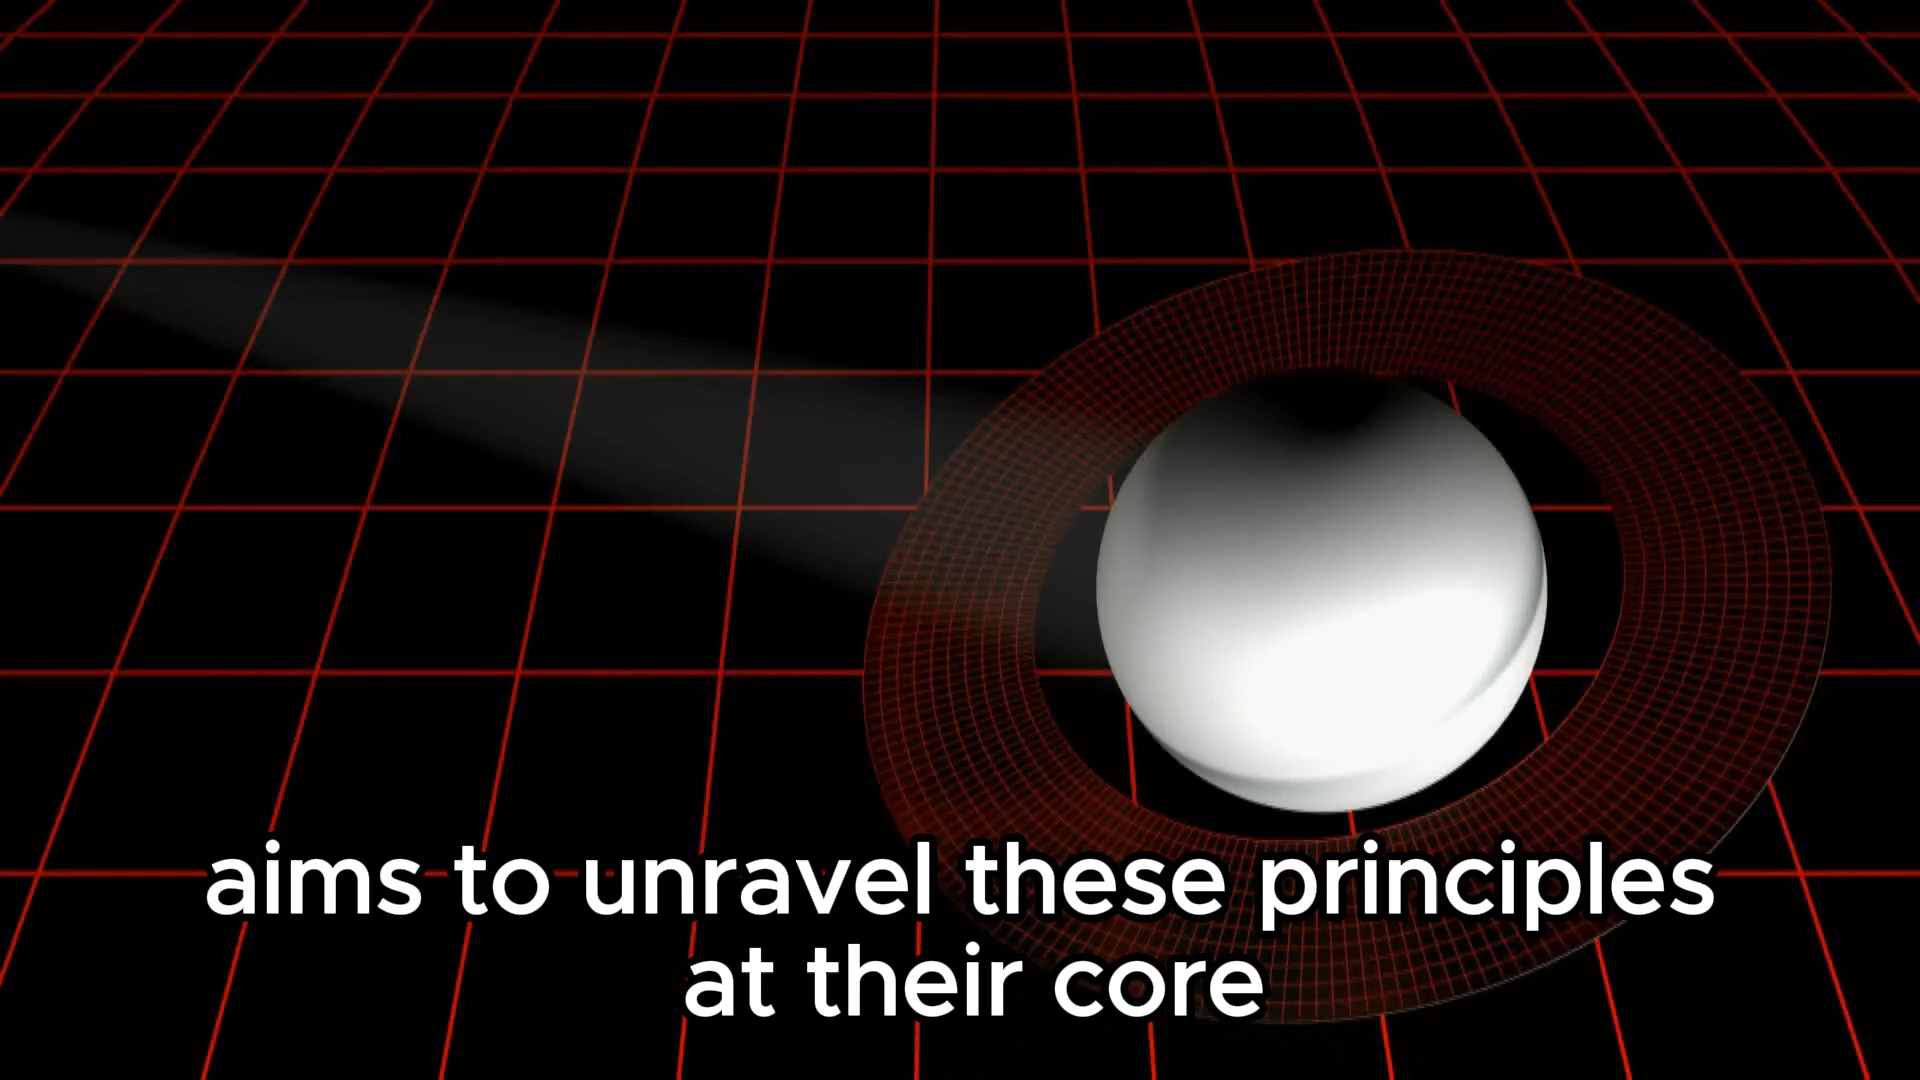 aims to unravel these principles
at their core